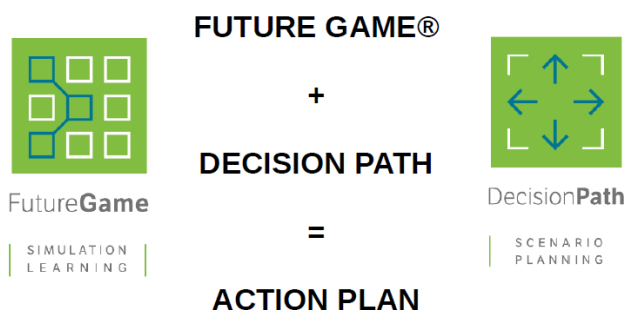 FUTURE GAME®
+
DECISION PATH
=
ACTION PLAN
FutureGame
SIMULATION
LEARNING
DecisionPath
SCENARIO
PLANNING